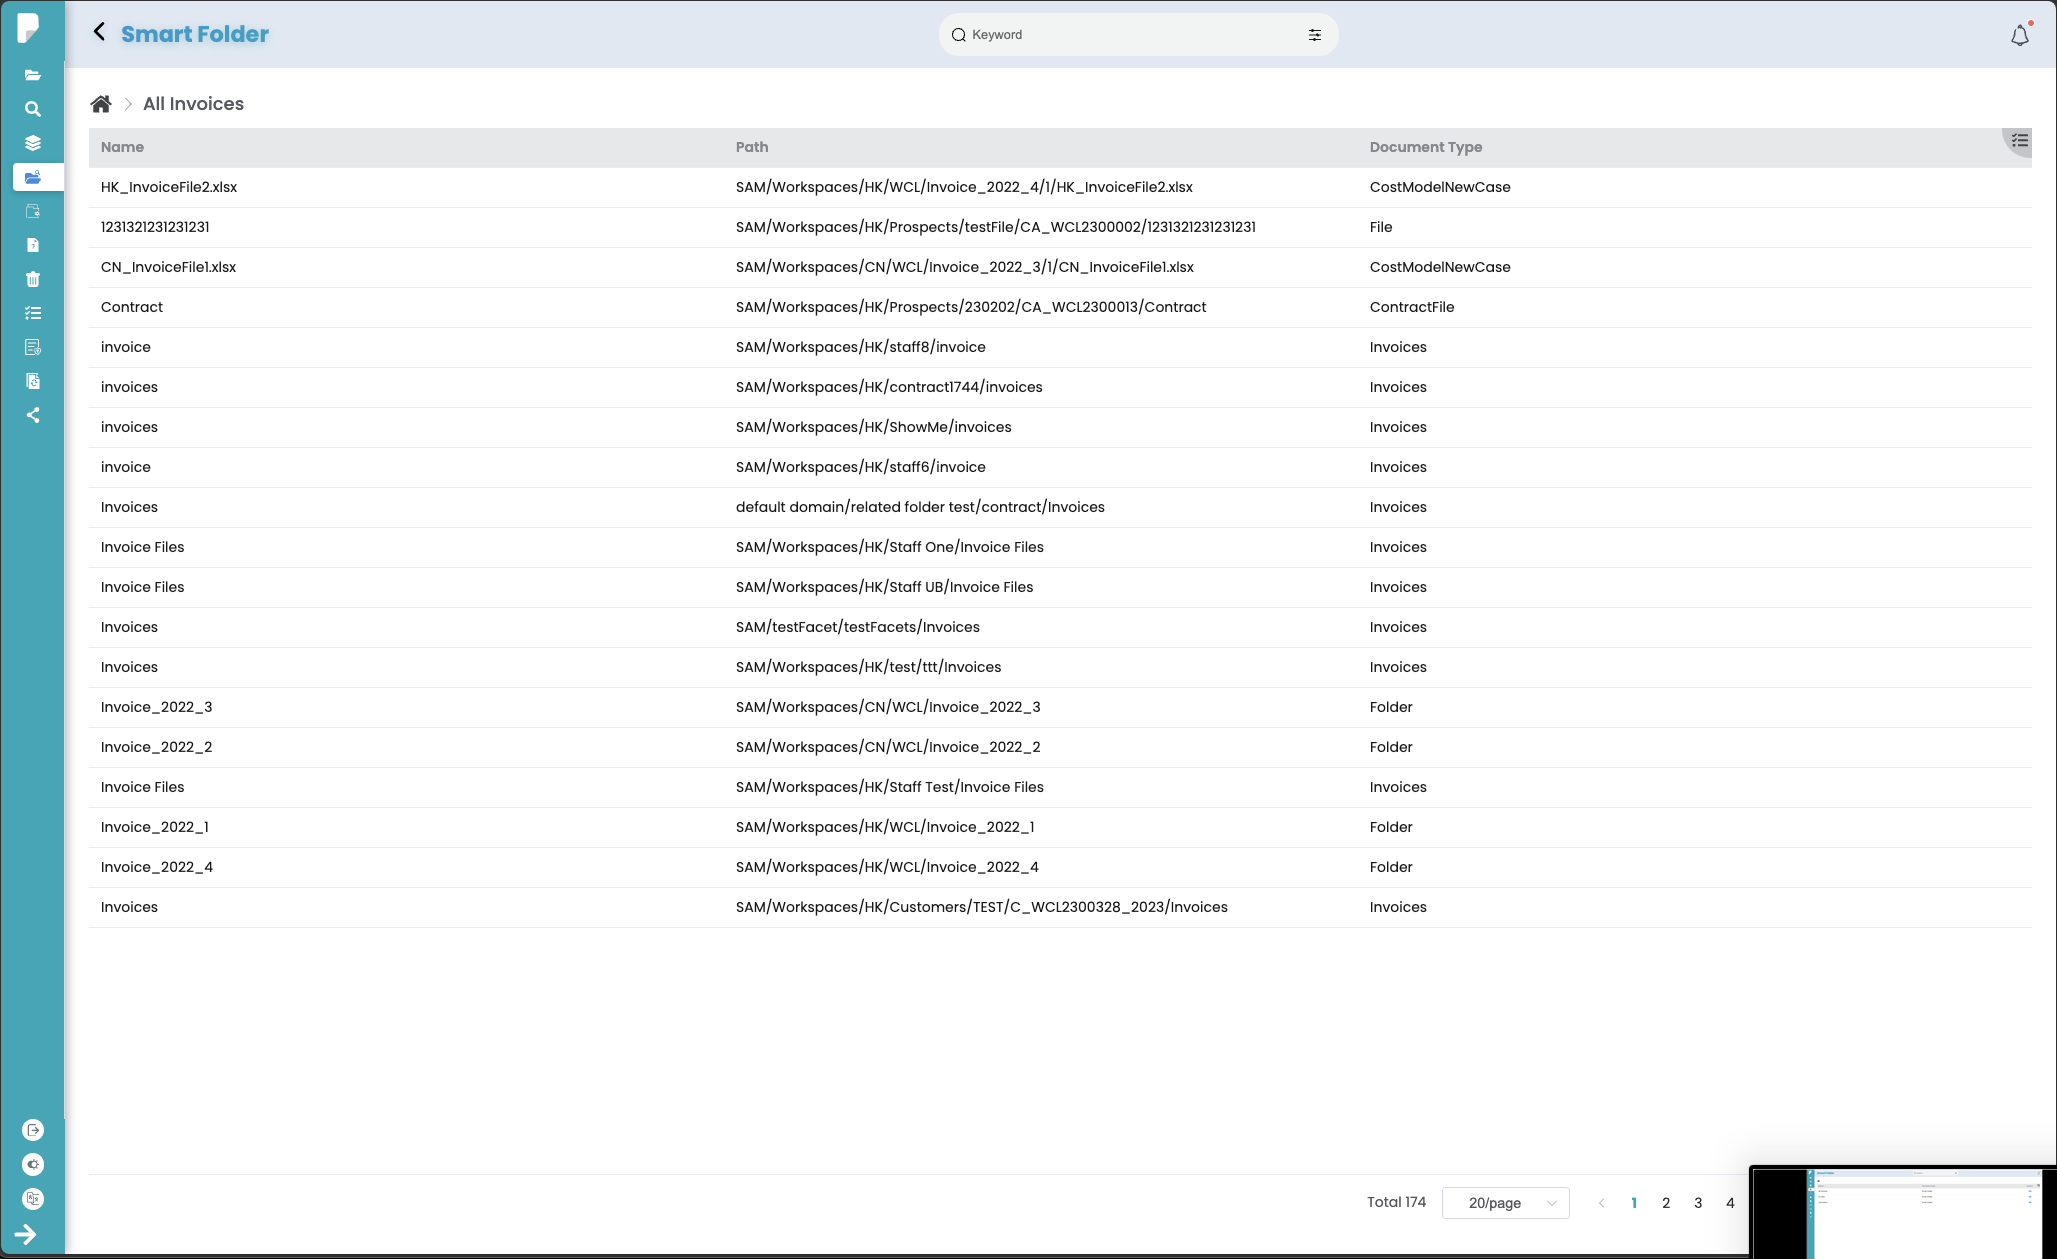 Smart Folder
Keyword
All Invoices
Name Path Document Type
HK_InvoiceFile2.xlsx SAM/Workspaces/HK/WCL/Invoice_2022_4/1/HK_InvoiceFile2.xlsx CostModelNewCase
1231321231231231 SAM/Workspaces/HK/Prospects/testFile/CA_WCL2300002/1231321231231231 File
CN_InvoiceFile1.xlsx SAM/Workspaces/CN/WCL/Invoice_2022_3/1/CN_InvoiceFile1.xlsx CostModelNewCase
Contract SAM/Workspaces/HK/Prospects/230202/CA_WCL2300013/Contract ContractFile
invoice SAM/Workspaces/HK/staff8/invoice Invoices
invoices SAM/Workspaces/HK/contract1744/invoices Invoices
invoices SAM/Workspaces/HK/ShowMe/invoices Invoices
invoice SAM/Workspaces/HK/staff6/invoice Invoices
Invoices default domain/related folder test/contract/Invoices Invoices
Invoice Files SAM/Workspaces/HK/Staff One/Invoice Files Invoices
Invoice Files SAM/Workspaces/HK/Staff UB/Invoice Files Invoices
Invoices SAM/testFacet/testFacets/Invoices Invoices
Invoices SAM/Workspaces/HK/test/ttt/Invoices Invoices
Invoice_2022_3 SAM/Workspaces/CN/WCL/Invoice_2022_3 Folder
Invoice_2022_2 SAM/Workspaces/CN/WCL/Invoice_2022_2 Folder
Invoice Files SAM/Workspaces/HK/Staff Test/Invoice Files Invoices
Invoice_2022_1 SAM/Workspaces/HK/WCL/Invoice_2022_1 Folder
Invoice_2022_4 SAM/Workspaces/HK/WCL/Invoice_2022_4 Folder
Invoices SAM/Workspaces/HK/Customers/TEST/C_WCL2300328_2023/Invoices Invoices
Total 174 20/page 1 2 3 4